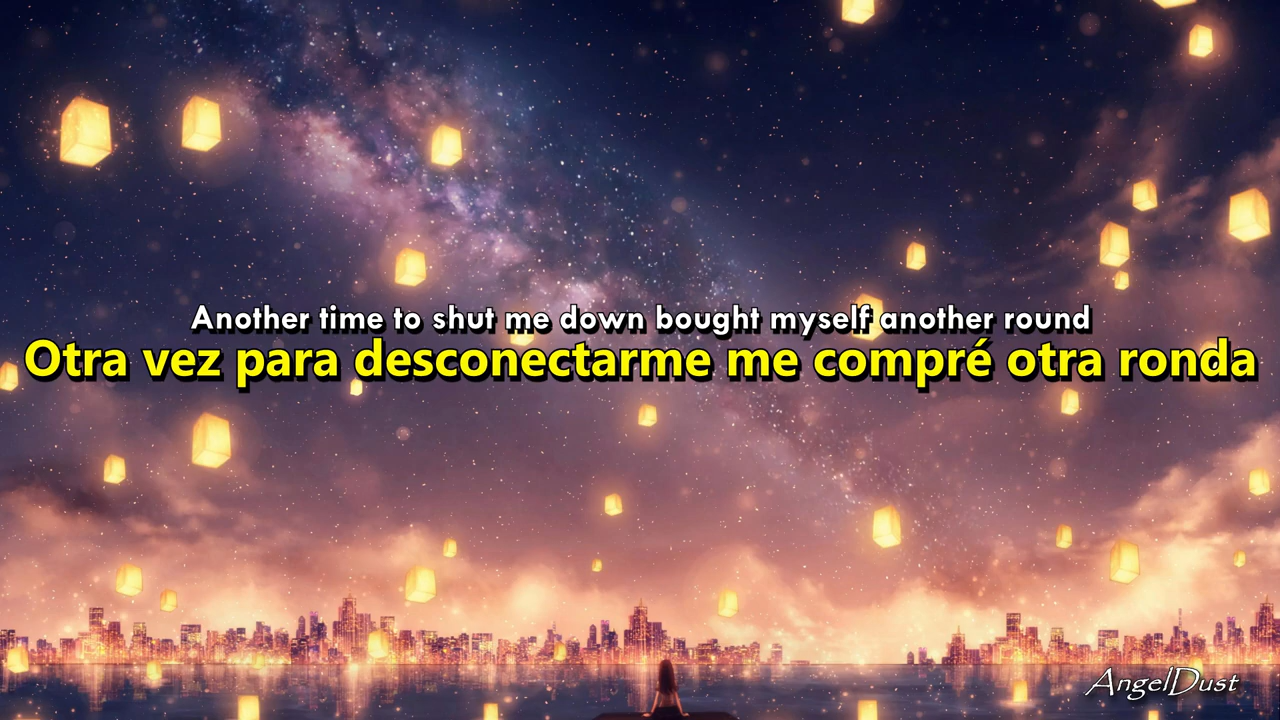 Another time to shut me down bought myself another round
Otra vez para desconectarme me compré otra ronda
AngelDust